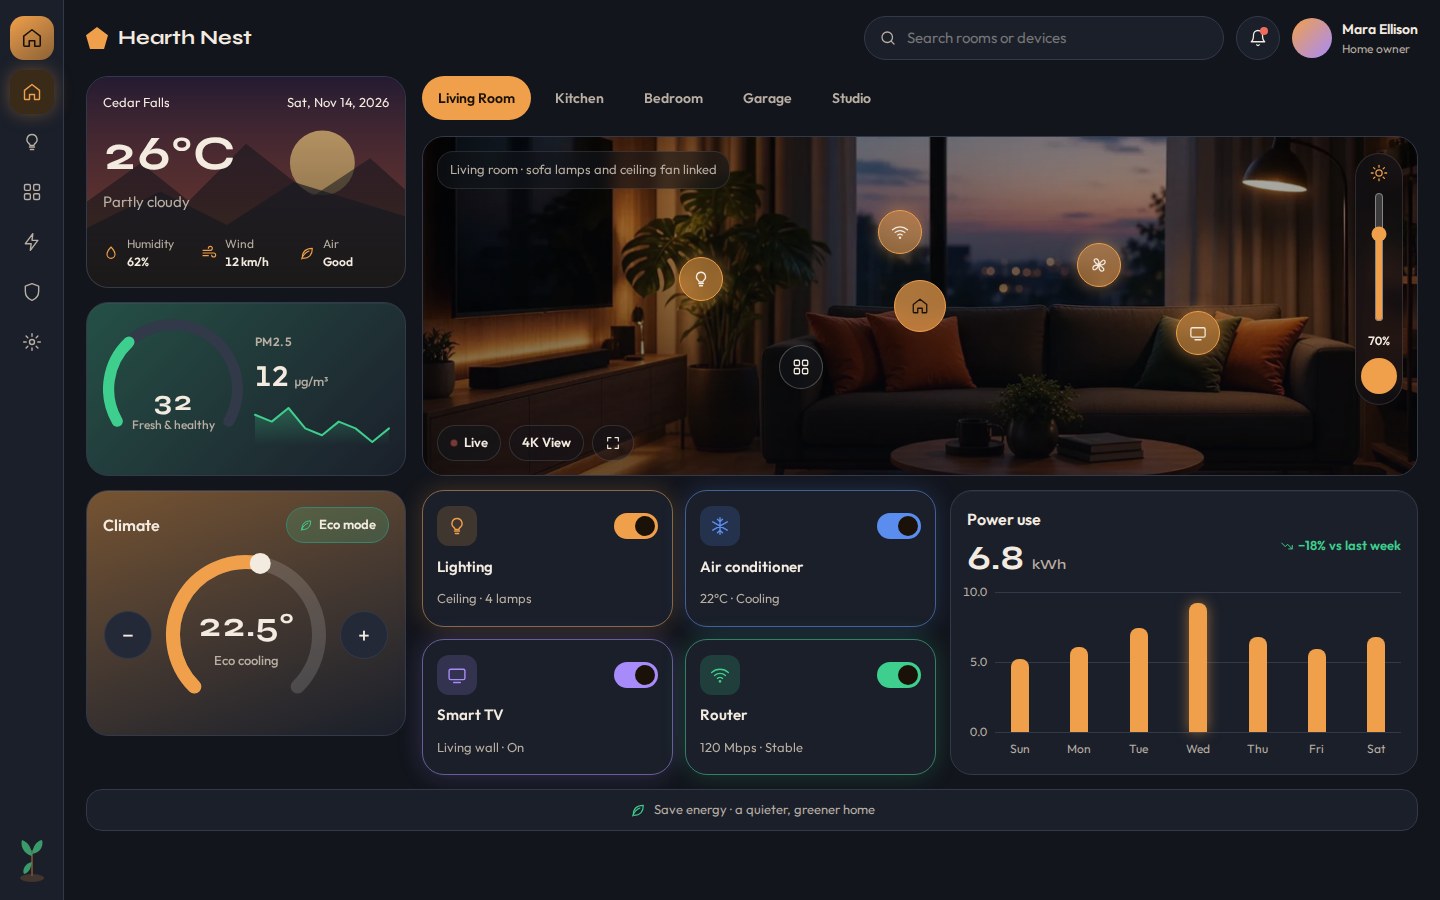 Hearth Nest
Search rooms or devices
Mara Ellison
Home owner
Cedar Falls
Sat, Nov 14, 2026
26°C
Partly cloudy
Humidity
62%
Wind
12 km/h
Air
Good
Living Room
Kitchen
Bedroom
Garage
Studio
Living room · sofa lamps and ceiling fan linked
70%
Live
4K View
32
Fresh & healthy
PM2.5
12 µg/m³
Climate
Eco mode
22.5°
Eco cooling
−
+
Lighting
Ceiling · 4 lamps
Air conditioner
22°C · Cooling
Smart TV
Living wall · On
Router
120 Mbps · Stable
Power use
6.8 kWh
−18% vs last week
10.0
5.0
0.0
Sun Mon Tue Wed Thu Fri Sat
Save energy · a quieter, greener home